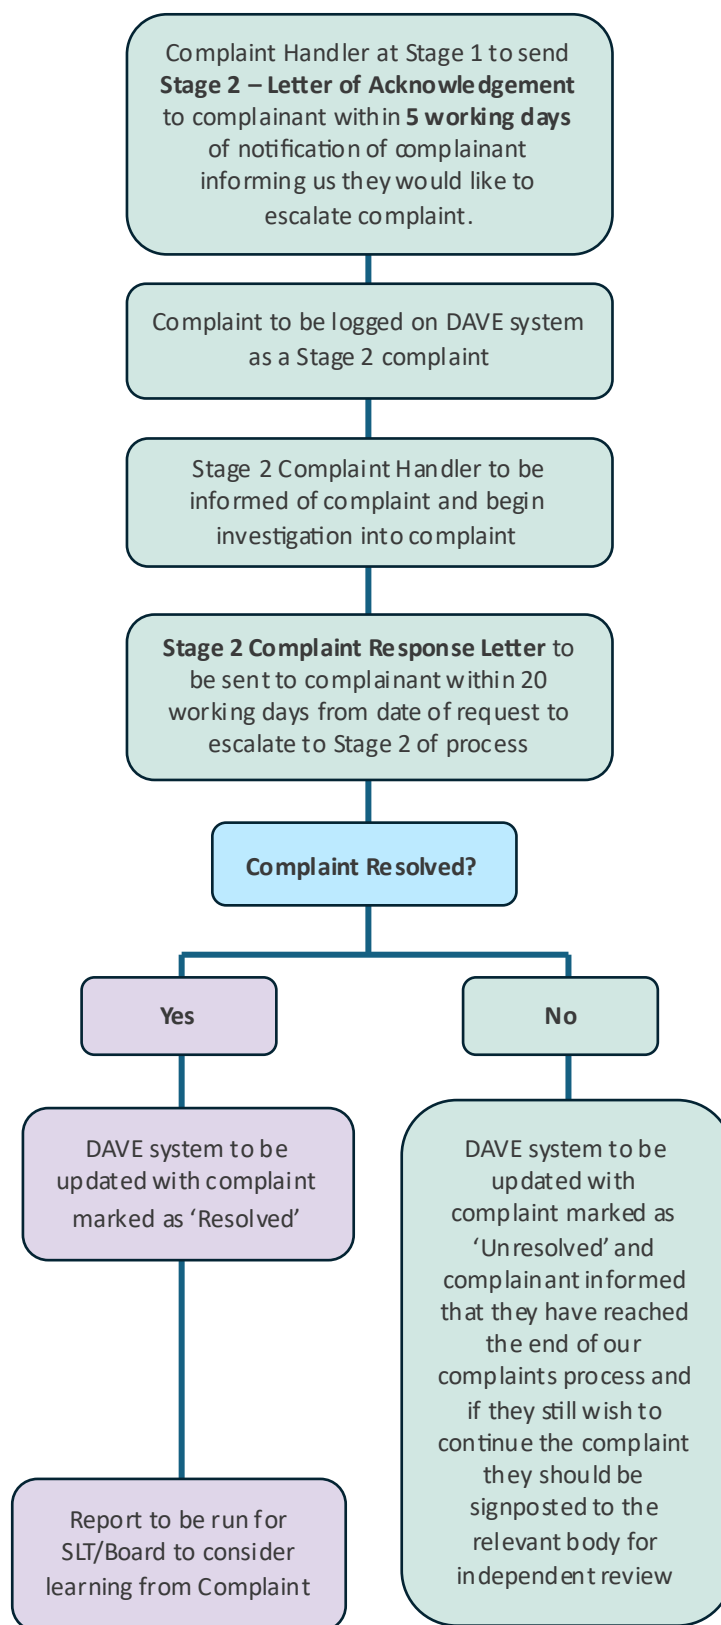 Complaint Handler at Stage 1 to send
Stage 2 – Letter of Acknowledgement
to complainant within 5 working days
of notification of complainant
informing us they would like to
escalate complaint.
Complaint to be logged on DAVE system
as a Stage 2 complaint
Stage 2 Complaint Handler to be
informed of complaint and begin
investigation into complaint
Stage 2 Complaint Response Letter to
be sent to complainant within 20
working days from date of request to
escalate to Stage 2 of process
Complaint Resolved?
Yes
DAVE system to be
updated with complaint
marked as ‘Resolved’
Report to be run for
SLT/Board to consider
learning from Complaint
No
DAVE system to be
updated with
complaint marked as
‘Unresolved’ and
complainant informed
that they have reached
the end of our
complaints process and
if they still wish to
continue the complaint
they should be
signposted to the
relevant body for
independent review